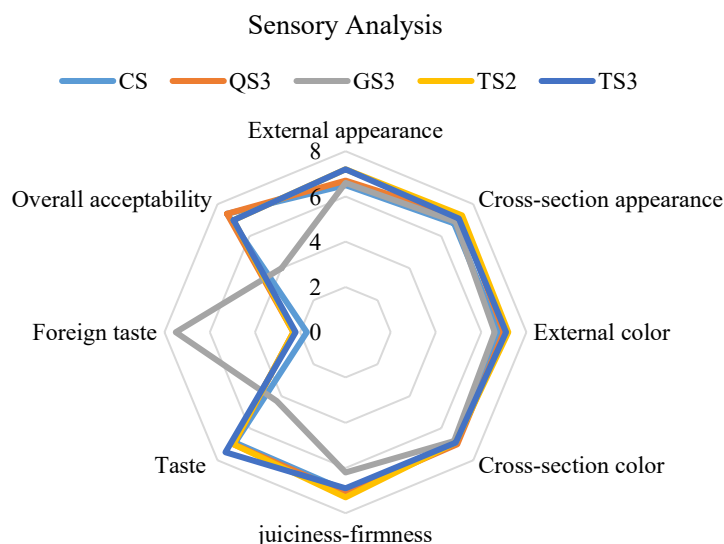 Sensory Analysis
CS QS3 GS3 TS2 TS3
External appearance
8
Overall acceptability Cross-section appearance
6
4
2
Foreign taste 0 External color
Taste Cross-section color
juiciness-firmness